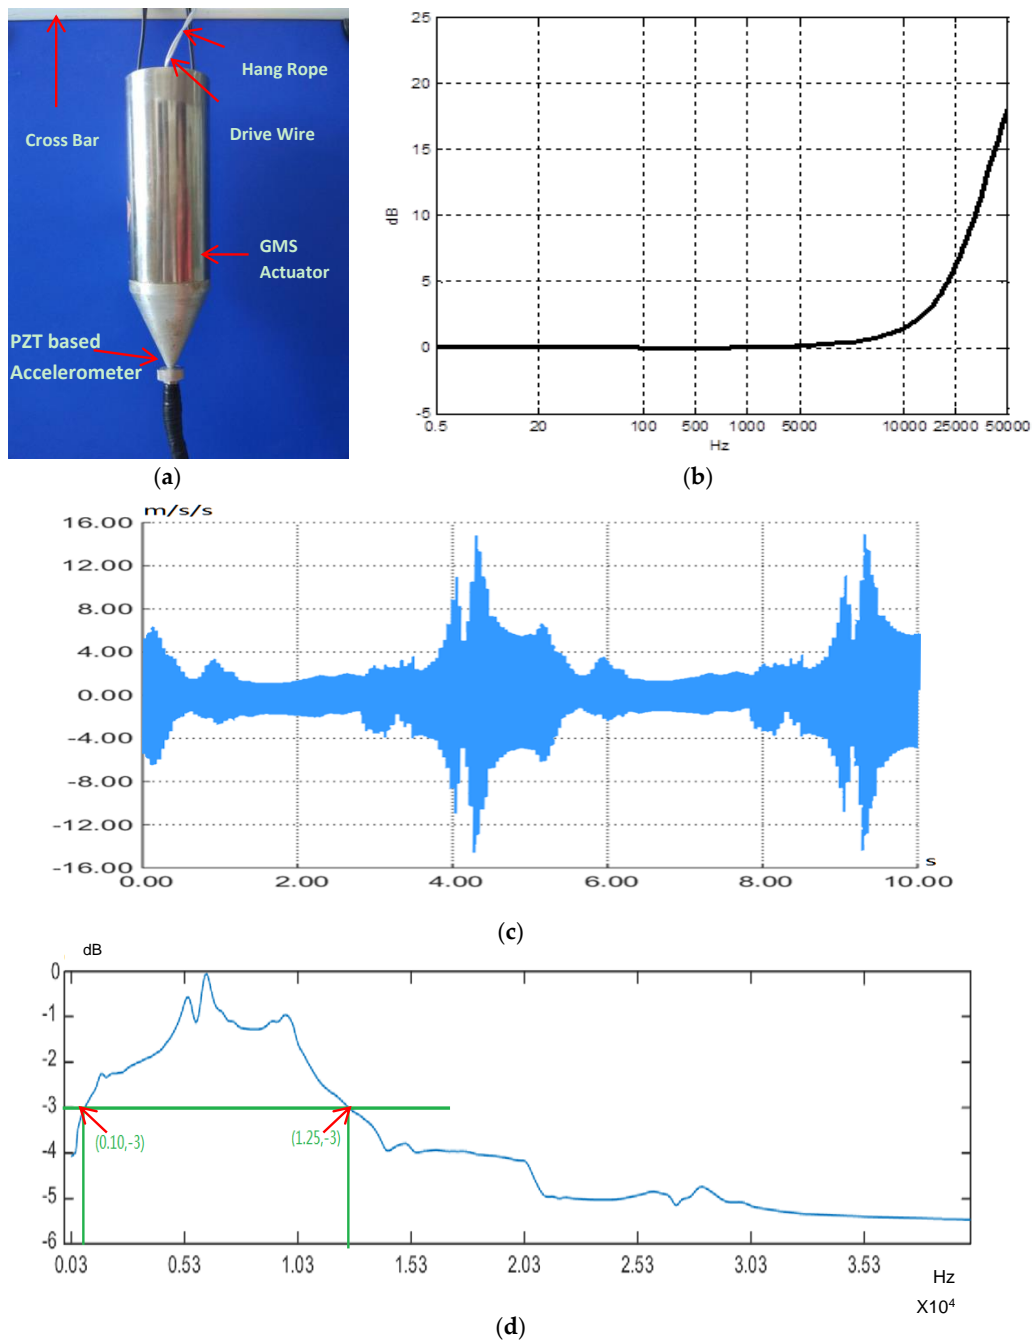 Hang Rope
Cross Bar
Drive Wire
GMS
Actuator
PZT based
Accelerometer
(a)
25
20
15
10
5
0
-5
dB
0.5 20 100 500 1000 5000 10000 25000 50000
Hz
(b)
m/s/s
16.00
12.00
8.00
4.00
0.00
-4.00
-8.00
-12.00
-16.00
0.00 2.00 4.00 6.00 8.00 10.00
s
(c)
dB
0
-1
-2
-3
-4
-5
-6
(0.10,-3)
(1.25,-3)
0.03 0.53 1.03 1.53 2.03 2.53 3.03 3.53
Hz
X10⁴
(d)